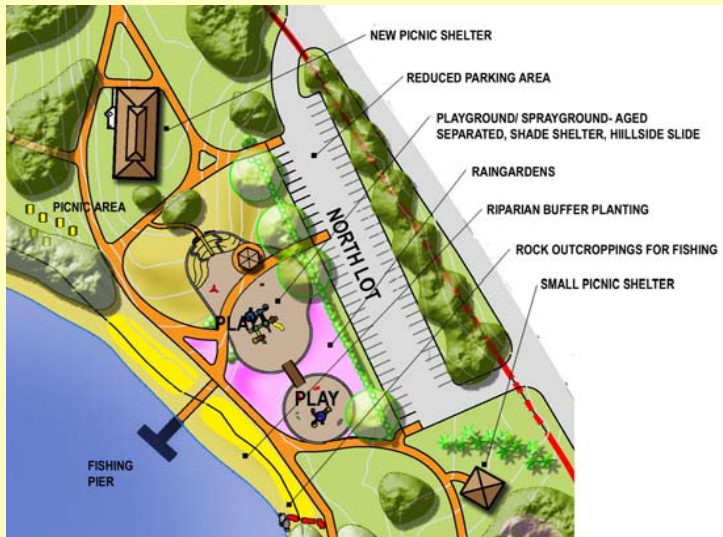 NEW PICNIC SHELTER
REDUCED PARKING AREA
PLAYGROUND/ SPRAYGROUND- AGED
SEPARATED, SHADE SHELTER, HIILLSIDE SLIDE
RAINGARDENS
RIPARIAN BUFFER PLANTING
ROCK OUTCROPPINGS FOR FISHING
SMALL PICNIC SHELTER
PICNIC AREA
NORTH LOT
PLAY
PLAY
FISHING
PIER